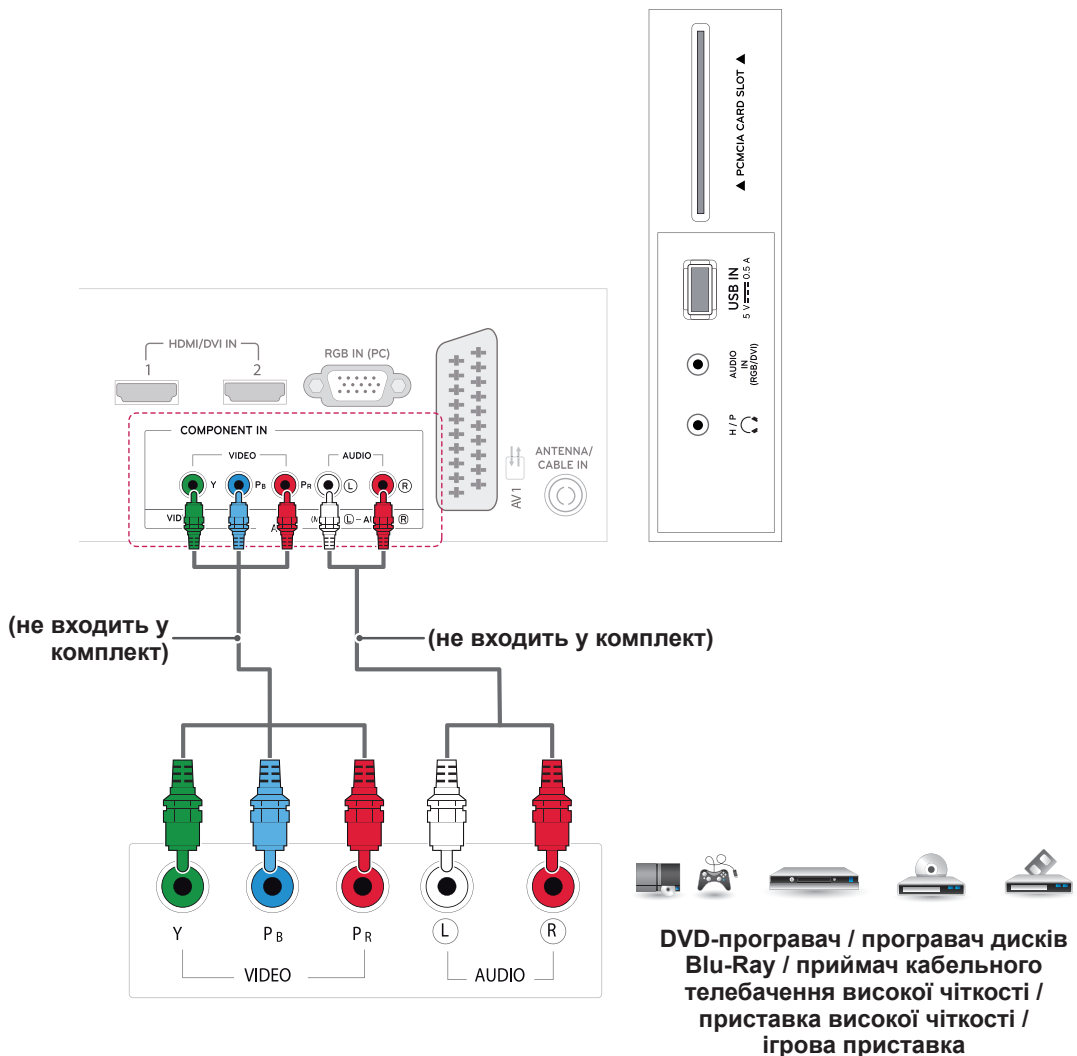 ▲ PCMCIA CARD SLOT ▲
USB IN
5 V 0.5 A
AUDIO
IN
(RGB/DVI)
H / P
HDMI/DVI IN
1 2
RGB IN (PC)
COMPONENT IN
VIDEO AUDIO
Y PB PR L R
VID L - R
AV1
ANTENNA/
CABLE IN
(не входить у
комплект)
(не входить у комплект)
Y PB PR L R
VIDEO AUDIO
DVD-програвач / програвач дисків
Blu-Ray / приймач кабельного
телебачення високої чіткості /
приставка високої чіткості /
ігрова приставка